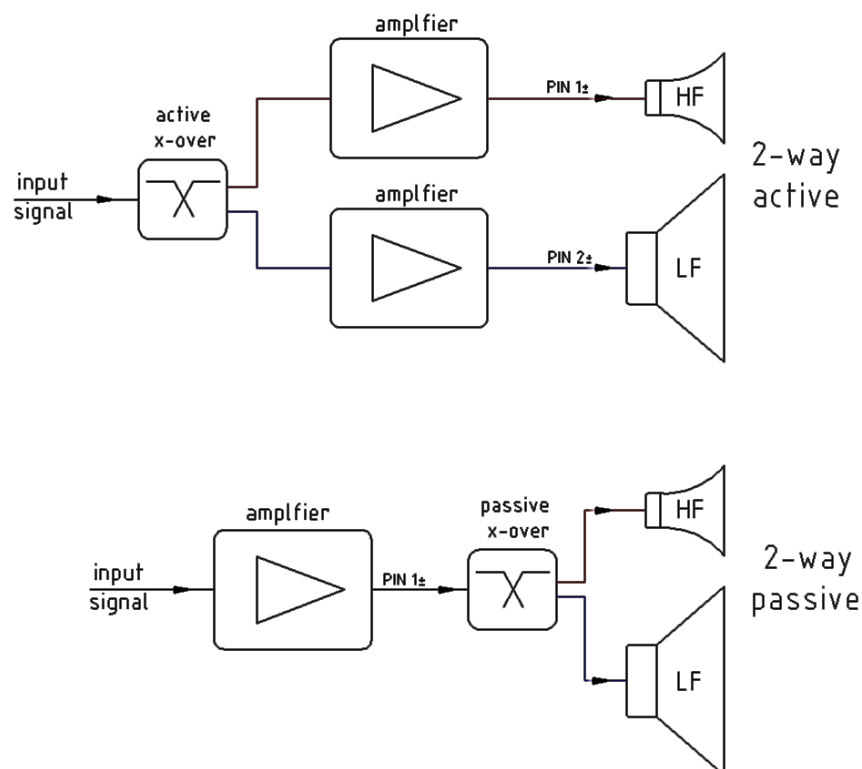 amplfier
PIN 1±
HF
active
x-over
2-way
active
input
signal
amplfier
PIN 2±
LF
passive
x-over
HF
amplfier
2-way
passive
input
signal
PIN 1±
LF